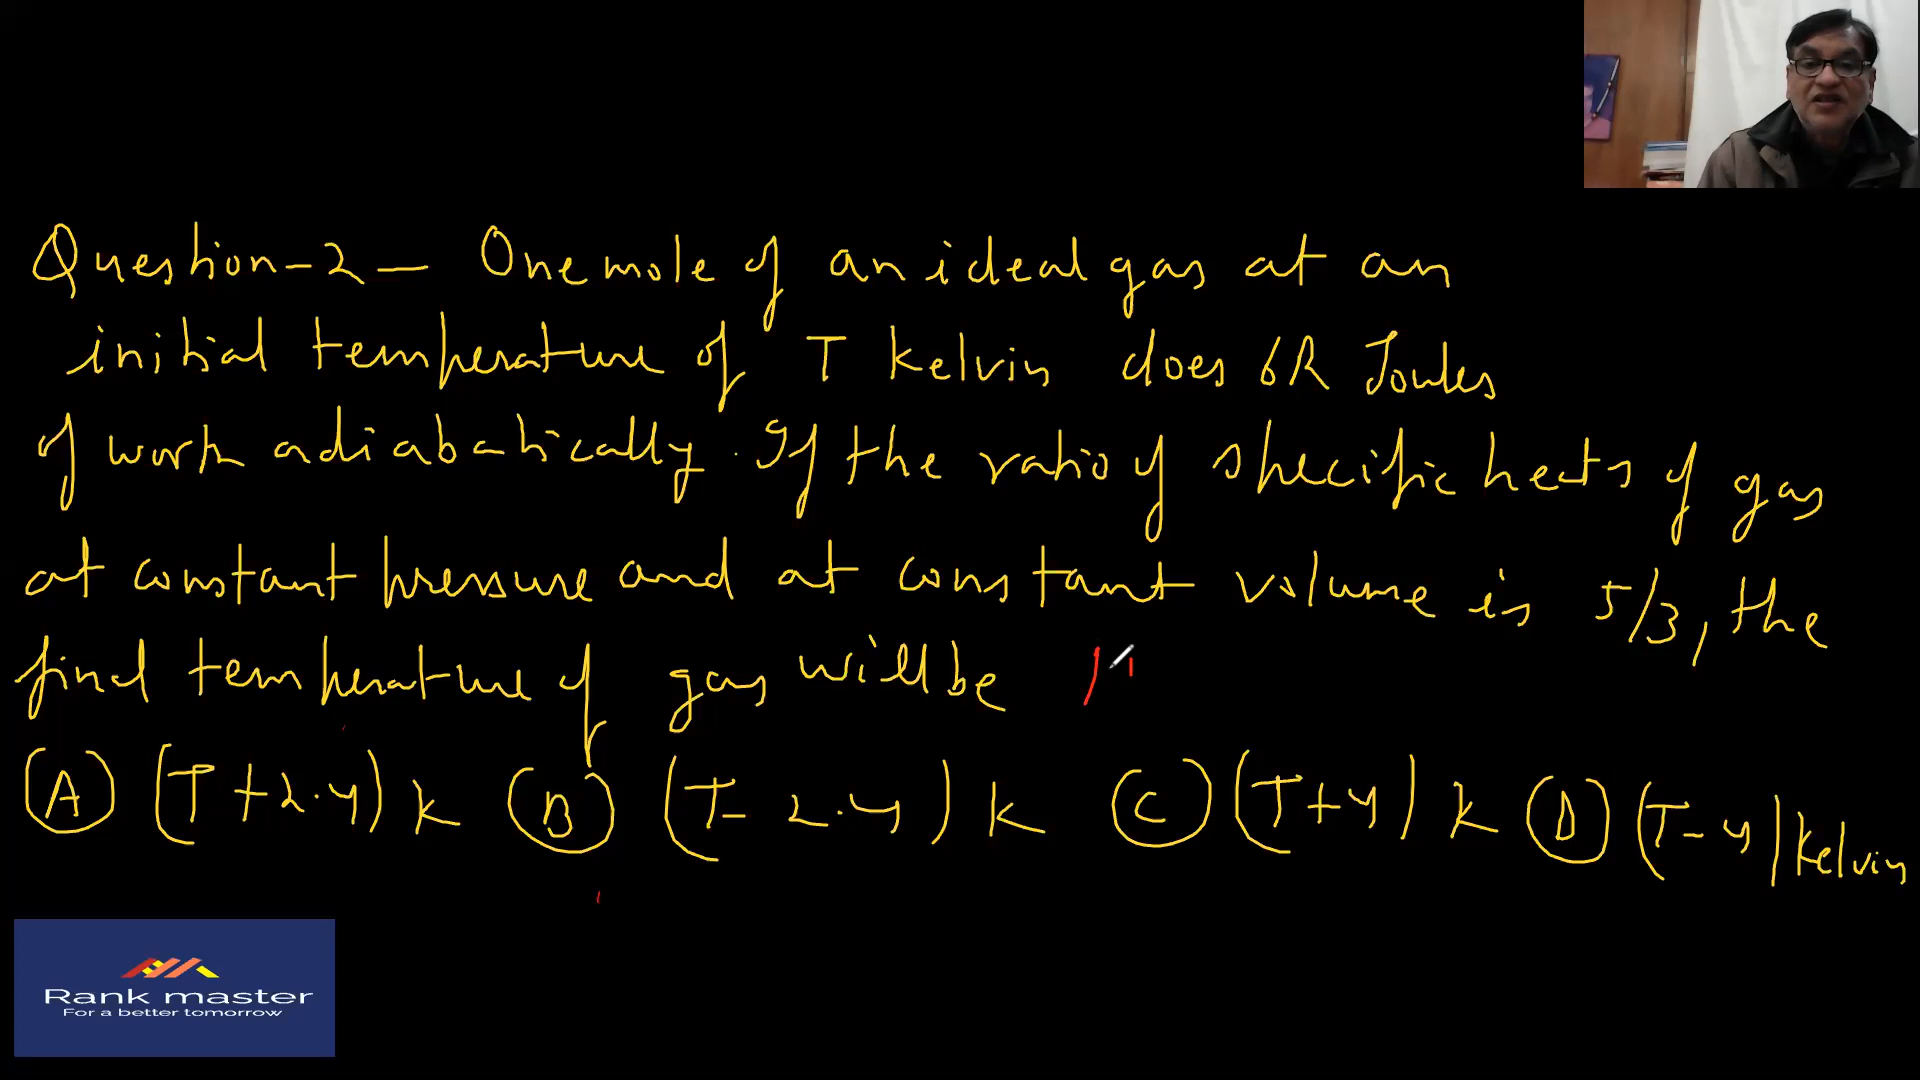 Question-2- One mole of an ideal gas at an
initial temperature of T Kelvin does 6R Joules
of work adiabatically. If the ratio of specific heats of gas
at constant pressure and at constant volume is 5/3, the
final temperature of gas will be
(A) (T+2.4) K (B) (T-2.4) K (C) (T+4) K (D) (T-4) Kelvin
Rank master
For a better tomorrow